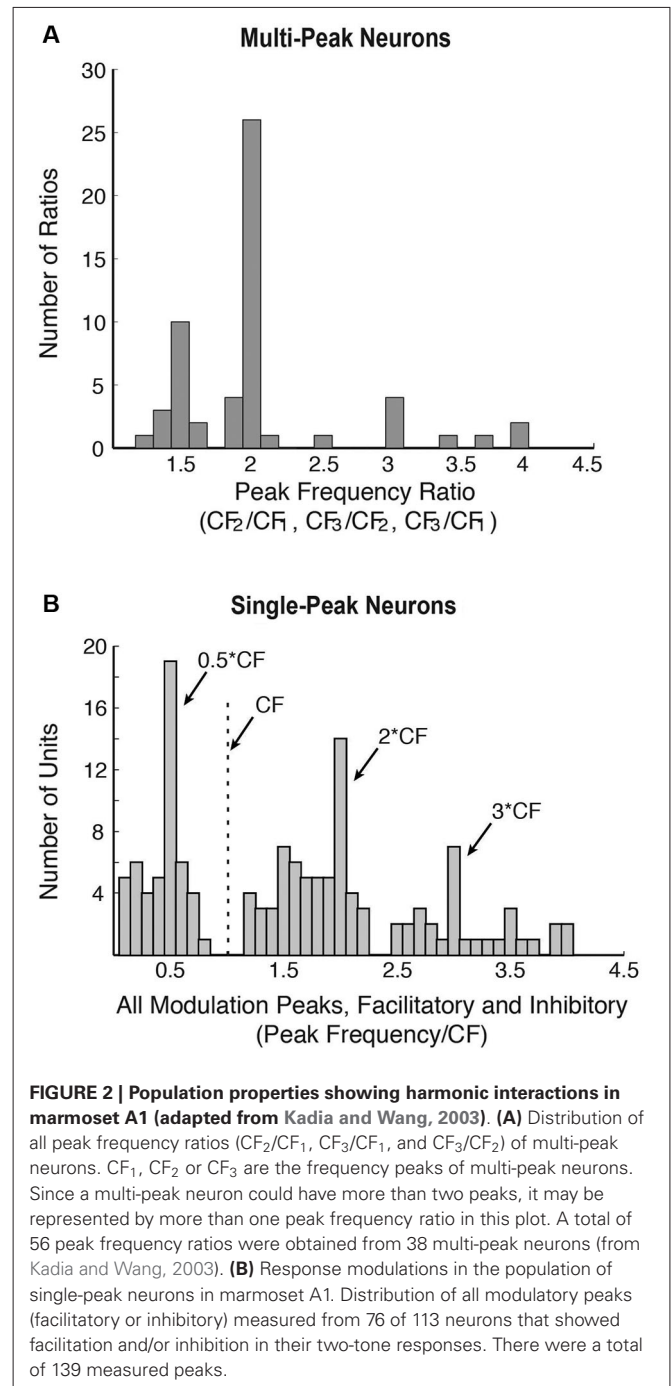 A
Multi-Peak Neurons
30
25
20
15
10
5
0
Number of Ratios
1.5 2 2.5 3 3.5 4 4.5
Peak Frequency Ratio
(CF₂/CF₁ , CF₃/CF₂, CF₃/CF₁ )
B
Single-Peak Neurons
20
16
12
8
4
Number of Units
0.5*CF
CF
2*CF
3*CF
0.5 1.5 2.5 3.5 4.5
All Modulation Peaks, Facilitatory and Inhibitory
(Peak Frequency/CF)
FIGURE 2 | Population properties showing harmonic interactions in
marmoset A1 (adapted from Kadia and Wang, 2003). (A) Distribution of
all peak frequency ratios (CF₂/CF₁, CF₃/CF₁, and CF₃/CF₂) of multi-peak
neurons. CF₁, CF₂ or CF₃ are the frequency peaks of multi-peak neurons.
Since a multi-peak neuron could have more than two peaks, it may be
represented by more than one peak frequency ratio in this plot. A total of
56 peak frequency ratios were obtained from 38 multi-peak neurons (from
Kadia and Wang, 2003). (B) Response modulations in the population of
single-peak neurons in marmoset A1. Distribution of all modulatory peaks
(facilitatory or inhibitory) measured from 76 of 113 neurons that showed
facilitation and/or inhibition in their two-tone responses. There were a total
of 139 measured peaks.